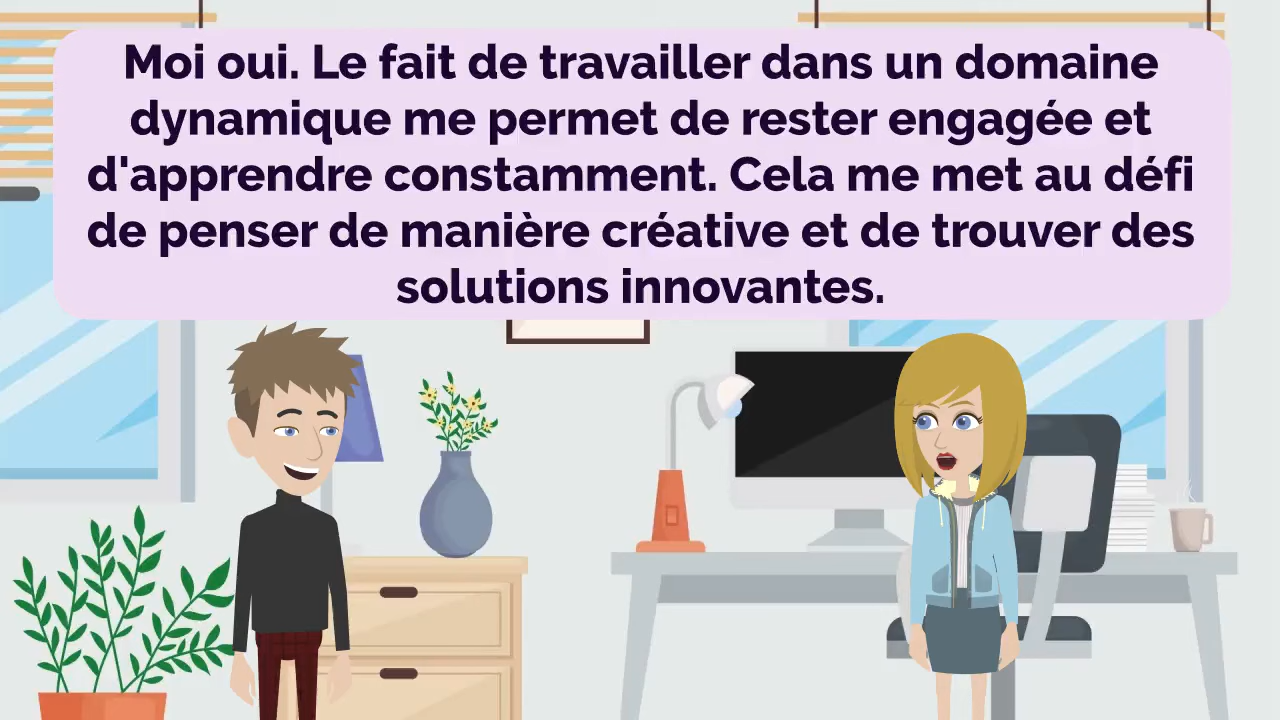 Moi oui. Le fait de travailler dans un domaine
dynamique me permet de rester engagée et
d'apprendre constamment. Cela me met au défi
de penser de manière créative et de trouver des
solutions innovantes.